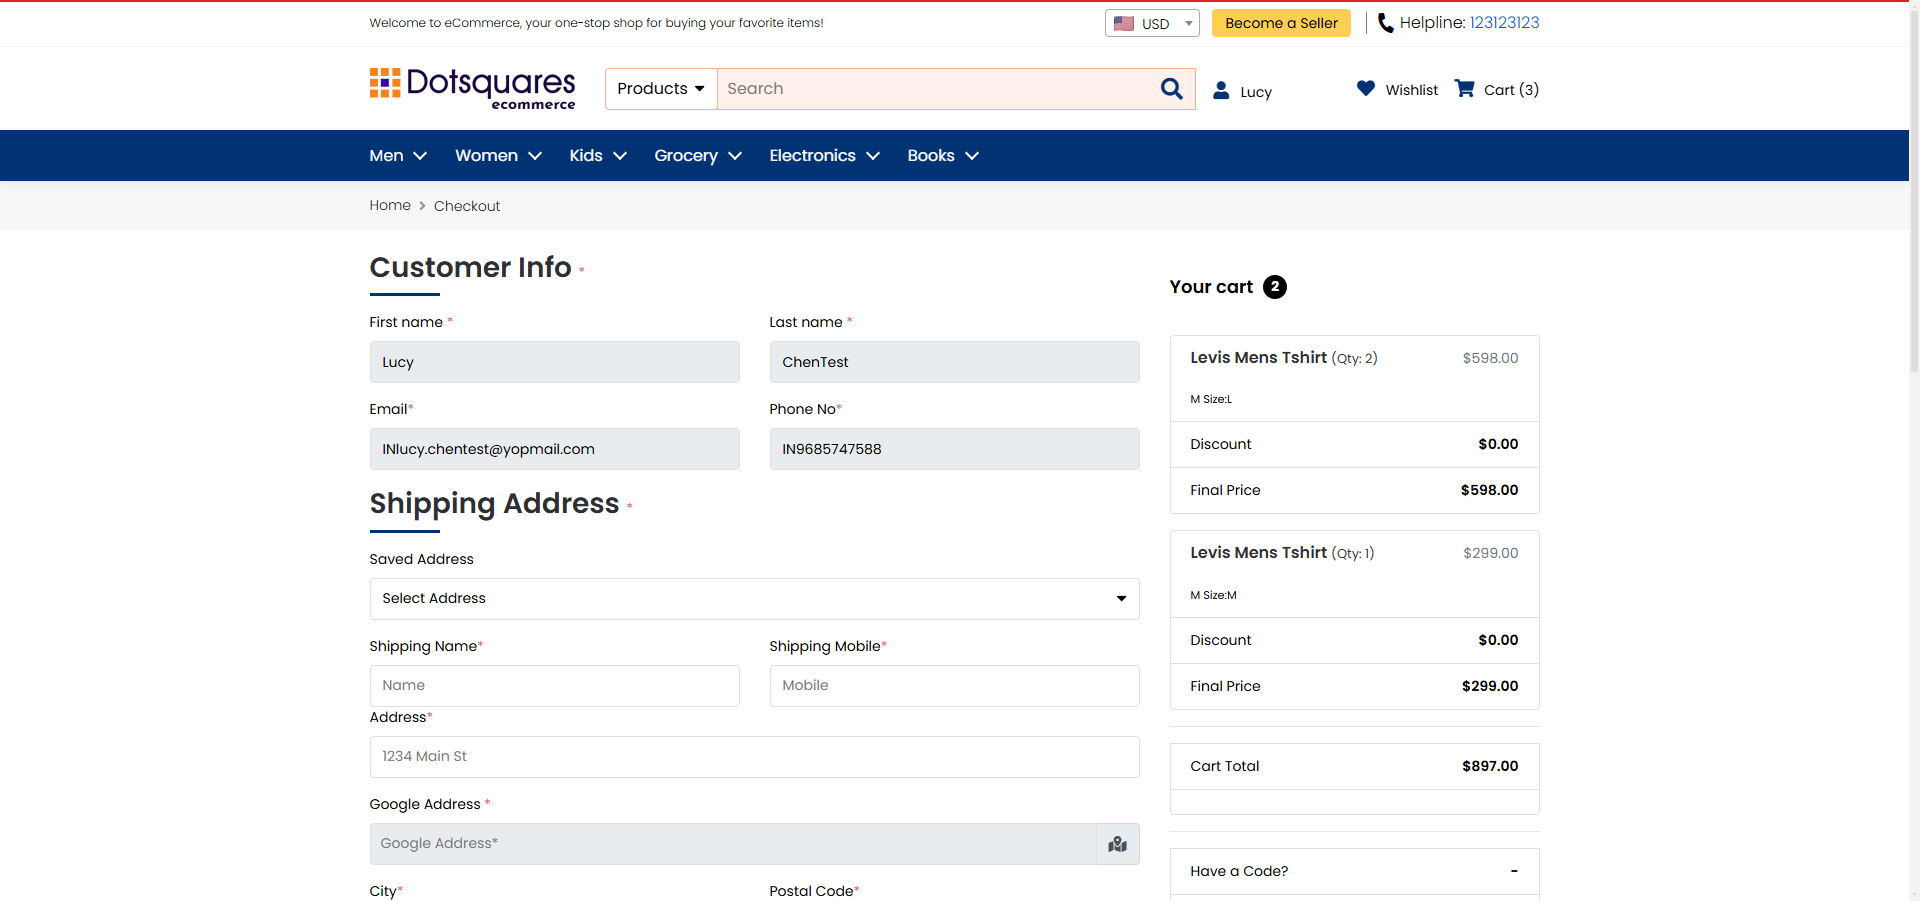 Welcome to eCommerce, your one-stop shop for buying your favorite items!
USD
Become a Seller
Helpline: 123123123
Dotsquares
ecommerce
Products
Search
Lucy
Wishlist
Cart (3)
Men
Women
Kids
Grocery
Electronics
Books
Home
Checkout
Customer Info *
First name *
Last name *
Lucy
ChenTest
Email*
Phone No*
INlucy.chentest@yopmail.com
IN9685747588
Shipping Address *
Saved Address
Select Address
Shipping Name*
Shipping Mobile*
Name
Mobile
Address*
1234 Main St
Google Address *
Google Address*
City*
Postal Code*
Your cart 2
Levis Mens Tshirt (Qty: 2) $598.00
M Size:L
Discount $0.00
Final Price $598.00
Levis Mens Tshirt (Qty: 1) $299.00
M Size:M
Discount $0.00
Final Price $299.00
Cart Total $897.00
Have a Code? -